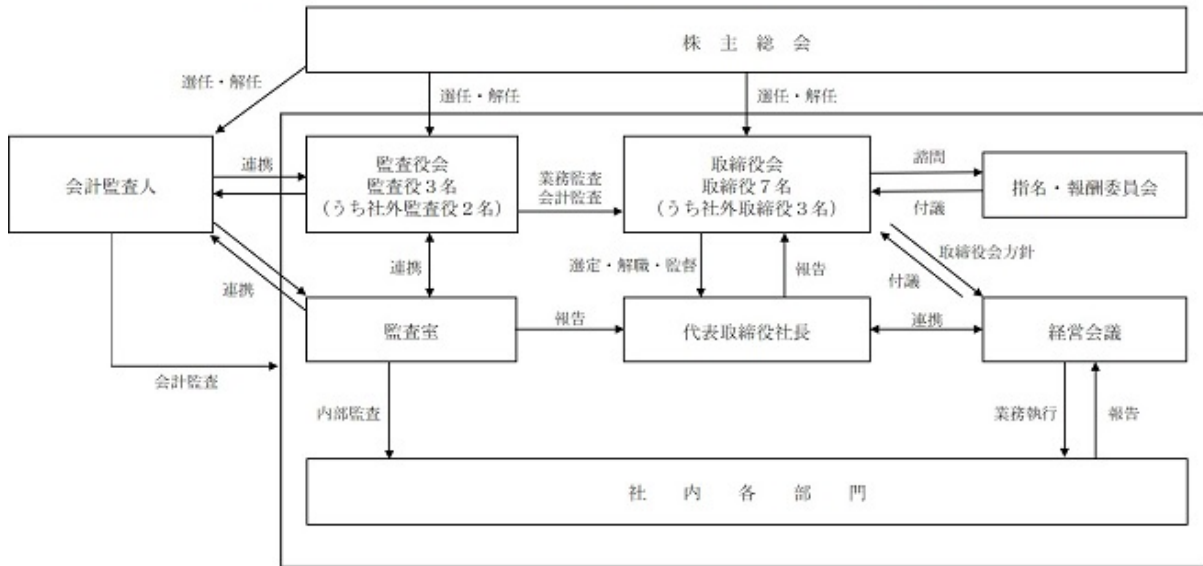 株主総会
選任・解任
選任・解任
選任・解任
会計監査人
連携
監査役会
監査役３名
（うち社外監査役２名）
業務監査
会計監査
取締役会
取締役７名
（うち社外取締役３名）
諮問
付議
指名・報酬委員会
連携
連携
選定・解職・監督
報告
取締役会方針
付議
監査室
報告
代表取締役社長
連携
経営会議
会計監査
内部監査
業務執行
報告
社内各部門